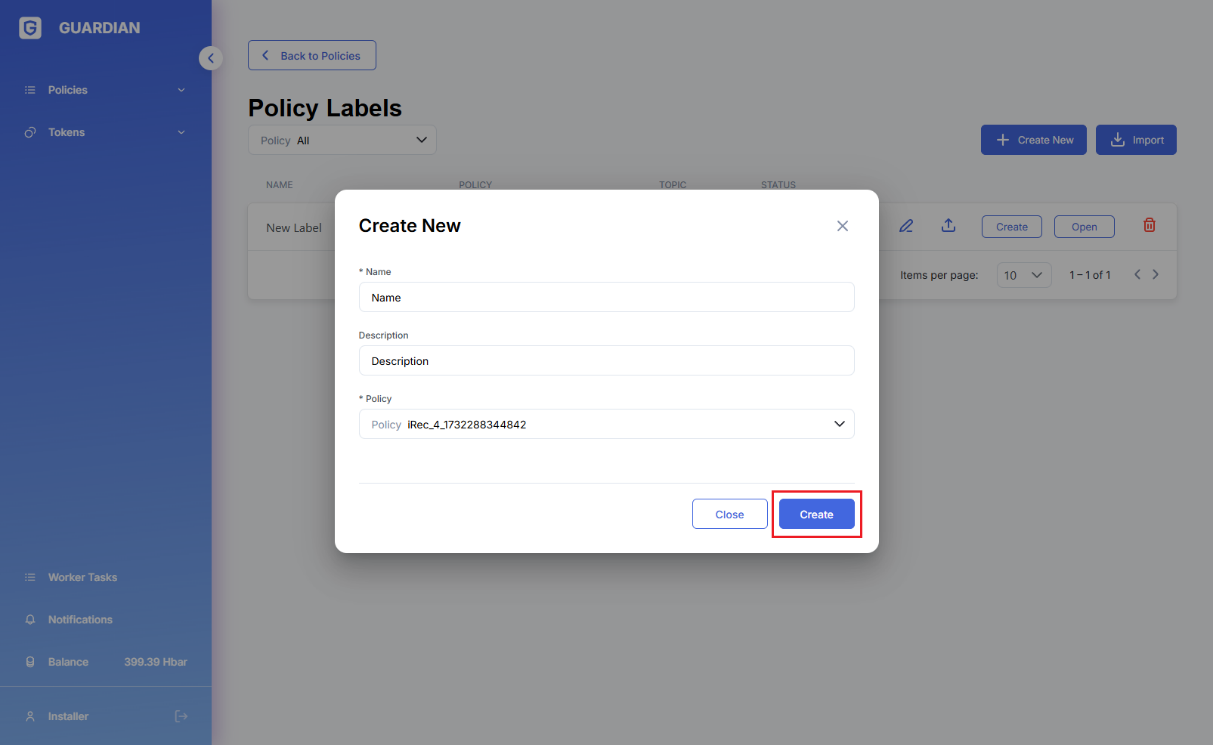 GUARDIAN
Policies
Tokens
Worker Tasks
Notifications
Balance 399.39 Hbar
Installer
Back to Policies
Policy Labels
Policy All
Create New
Import
NAME POLICY TOPIC STATUS
New Label
Create
Open
Items per page: 10 1 – 1 of 1
Create New
* Name
Name
Description
Description
* Policy
Policy iRec_4_1732288344842
Close
Create